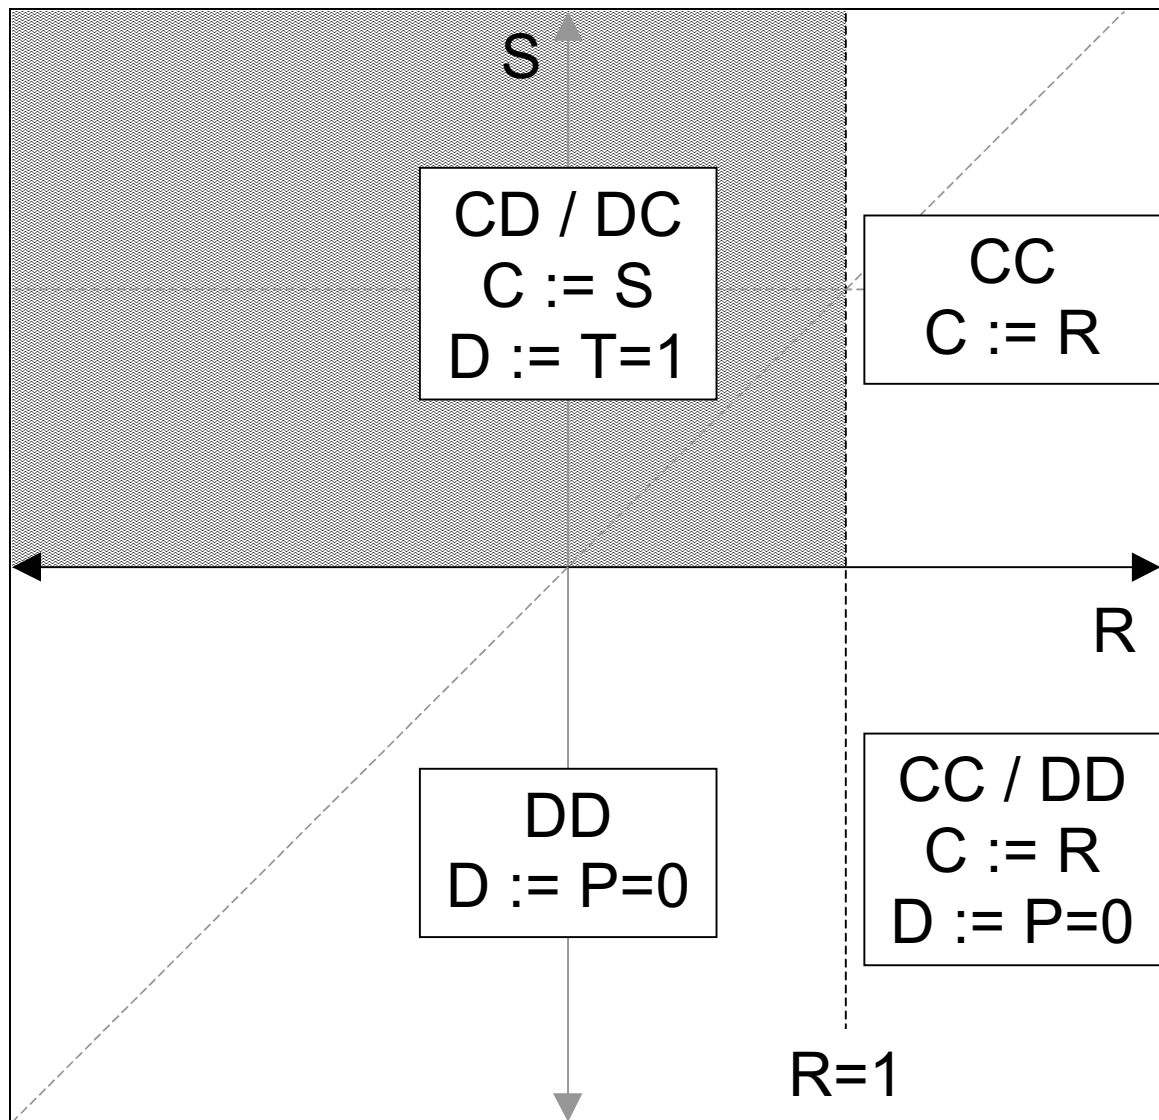 S
CD / DC
C := S
D := T=1
CC
C := R
R
DD
D := P=0
CC / DD
C := R
D := P=0
R=1